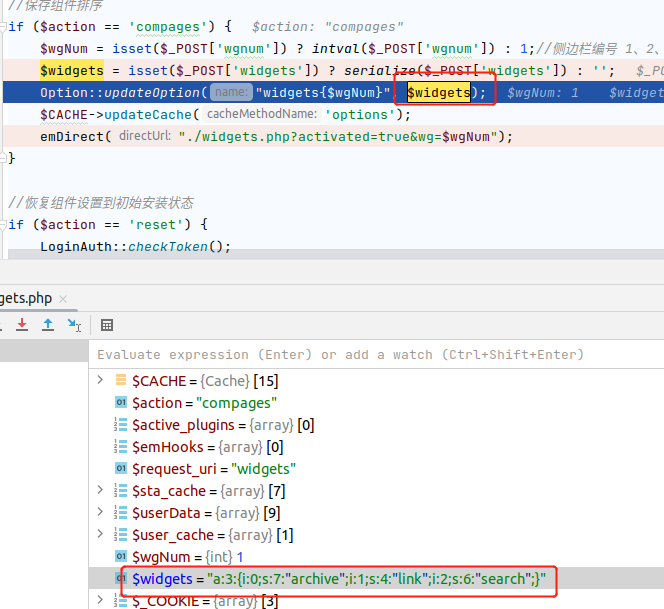 //保存组件排序
if ($action == 'compages') {   $action: "compages"
    $wgNum = isset($_POST['wgnum']) ? intval($_POST['wgnum']) : 1;//侧边栏编号 1、2、
    $widgets = isset($_POST['widgets']) ? serialize($_POST['widgets']) : '';   $_PO
    Option::updateOption( name: "widgets{$wgNum}", $widgets);   $wgNum: 1   $widget
    $CACHE->updateCache( cacheMethodName: 'options');
    emDirect( directUrl: "./widgets.php?activated=true&wg=$wgNum");
}
//恢复组件设置到初始安装状态
if ($action == 'reset') {
    LoginAuth::checkToken();
gets.php ×
Evaluate expression (Enter) or add a watch (Ctrl+Shift+Enter)
$CACHE = {Cache} [15]
$action = "compages"
$active_plugins = {array} [0]
$emHooks = {array} [0]
$request_uri = "widgets"
$sta_cache = {array} [7]
$userData = {array} [9]
$user_cache = {array} [1]
$wgNum = {int} 1
$widgets = "a:3:{i:0;s:7:"archive";i:1;s:4:"link";i:2;s:6:"search";}"
$_COOKIE = {array} [3]